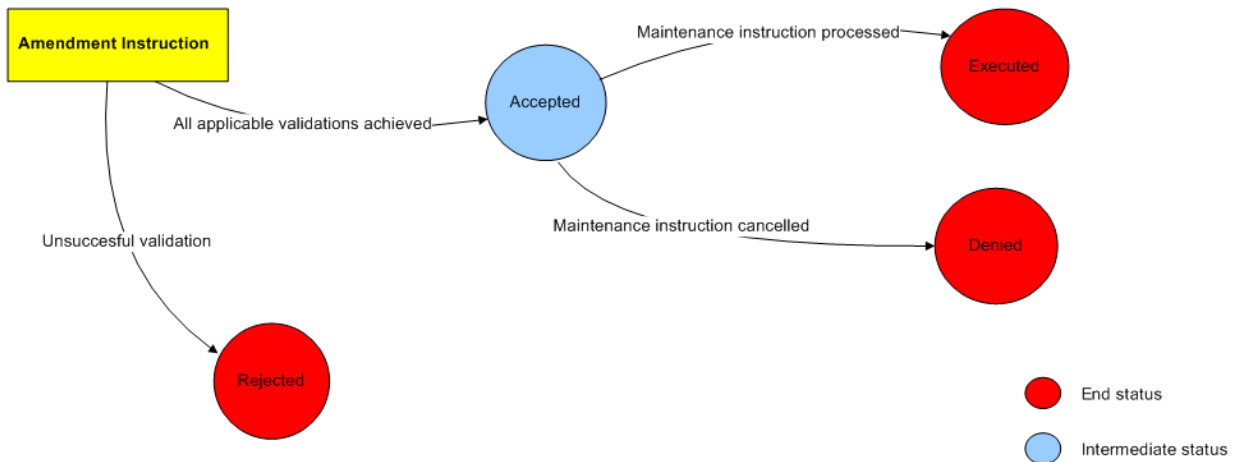 Amendment Instruction
Maintenance instruction processed
Executed
Accepted
All applicable validations achieved
Maintenance instruction cancelled
Denied
Unsuccesful validation
Rejected
End status
Intermediate status